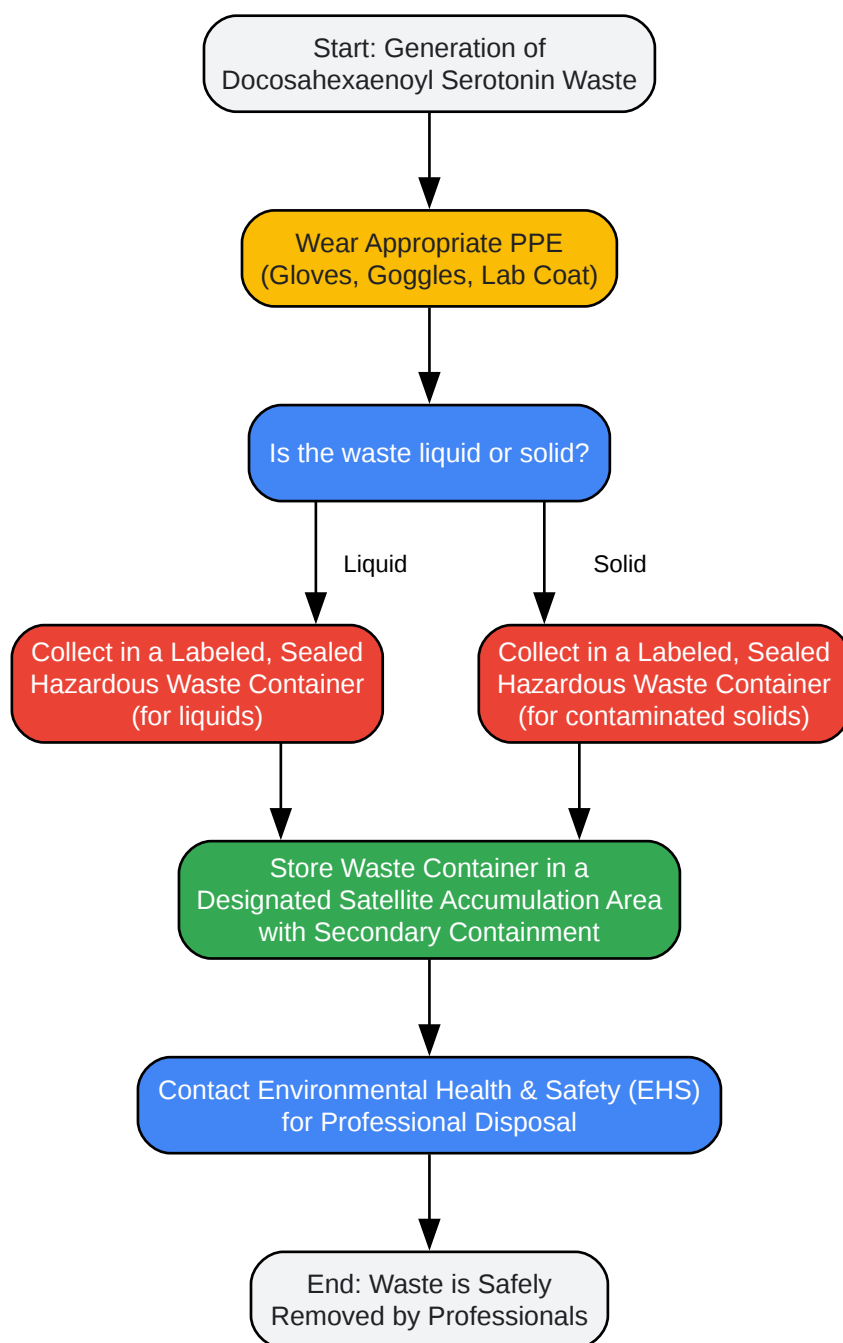 Start: Generation of
Docosahexaenoyl Serotonin Waste
Wear Appropriate PPE
(Gloves, Goggles, Lab Coat)
Is the waste liquid or solid?
Liquid
Solid
Collect in a Labeled, Sealed
Hazardous Waste Container
(for liquids)
Collect in a Labeled, Sealed
Hazardous Waste Container
(for contaminated solids)
Store Waste Container in a
Designated Satellite Accumulation Area
with Secondary Containment
Contact Environmental Health & Safety (EHS)
for Professional Disposal
End: Waste is Safely
Removed by Professionals